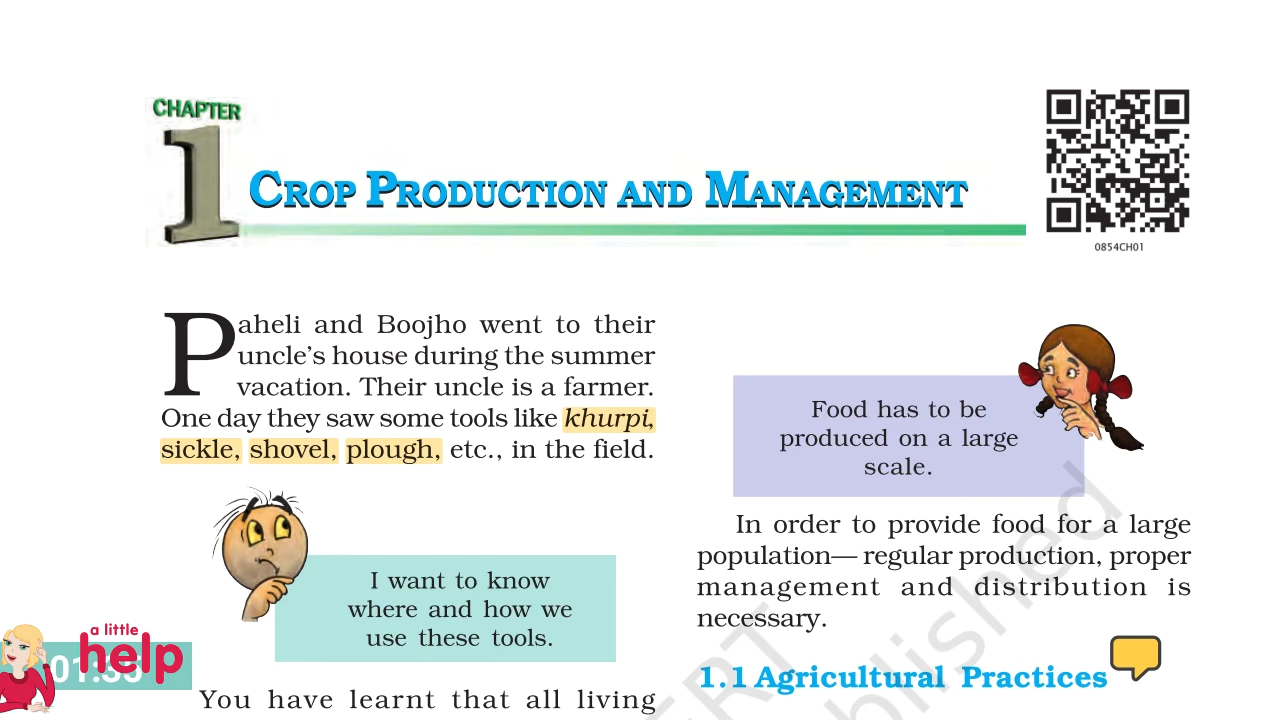 CHAPTER
1
CROP PRODUCTION AND MANAGEMENT
0854CH01
Paheli and Boojho went to their
uncle's house during the summer
vacation. Their uncle is a farmer.
One day they saw some tools like khurpi,
sickle, shovel, plough, etc., in the field.
I want to know
where and how we
use these tools.
You have learnt that all living
Food has to be
produced on a large
scale.
In order to provide food for a large
population— regular production, proper
management and distribution is
necessary.
1.1 Agricultural Practices
a little
help